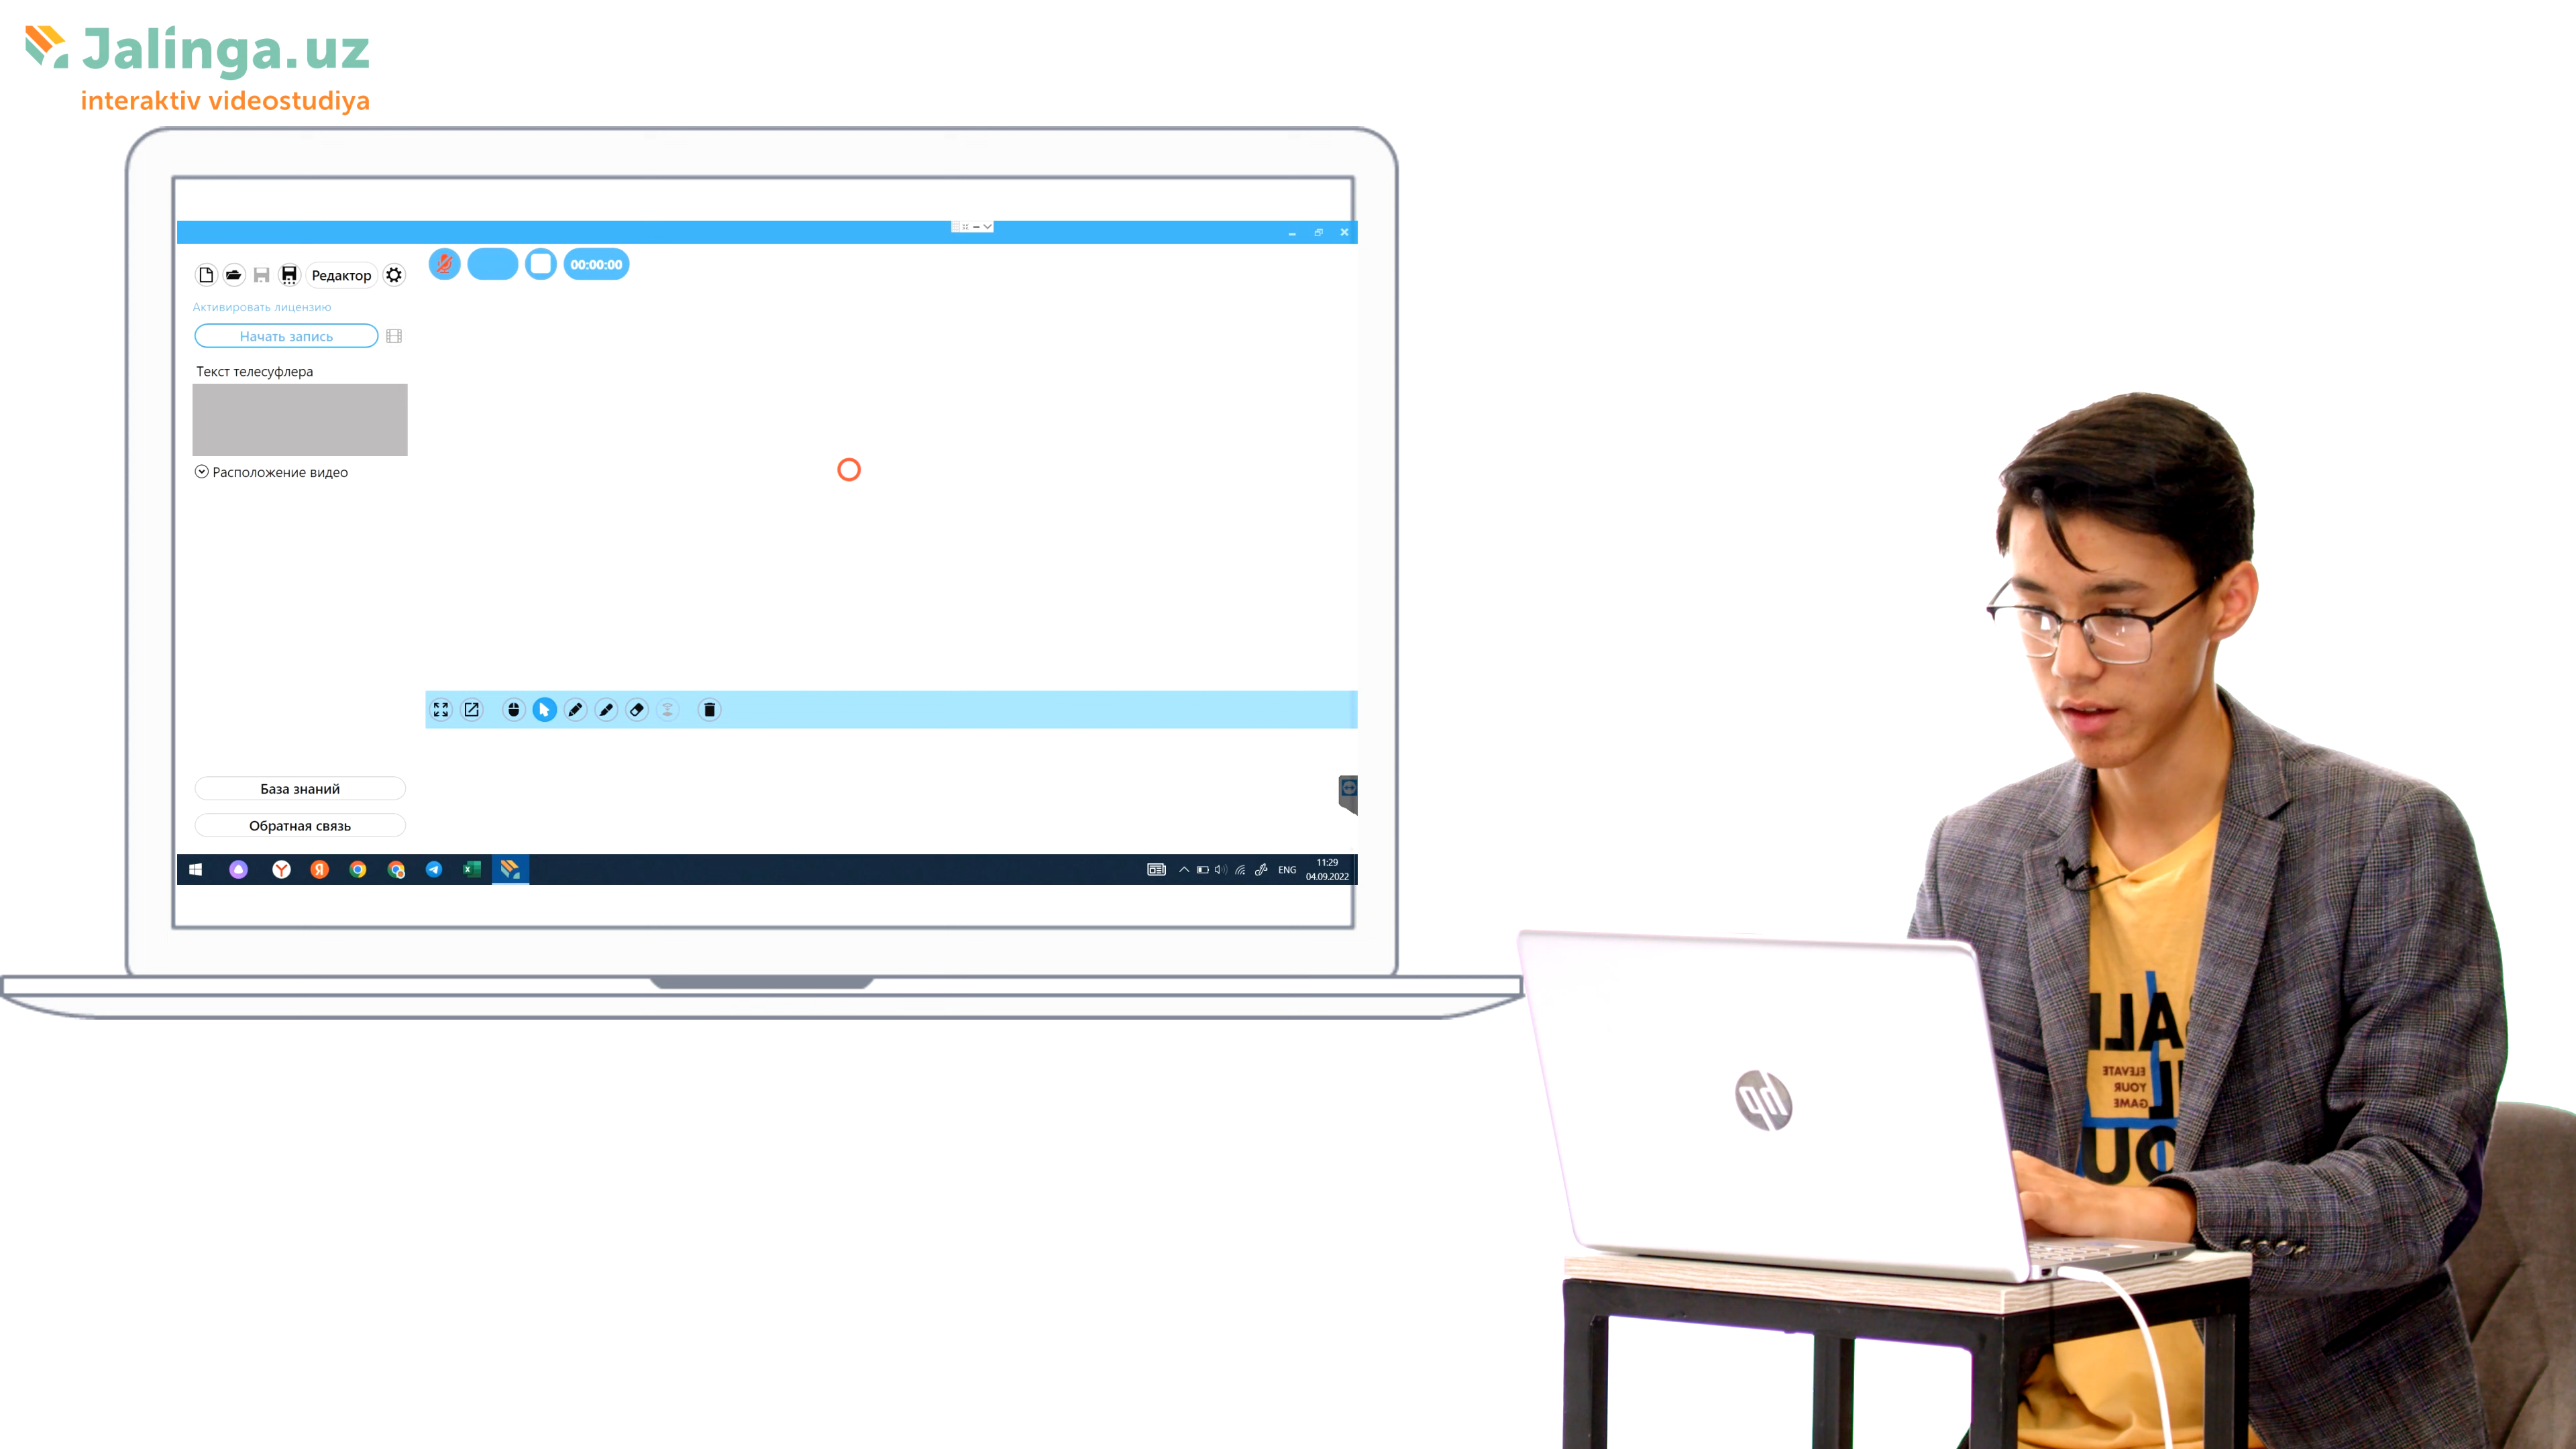 Jalinga.uz
interaktiv videostudiya
Редактор
00:00:00
Активировать лицензию
Начать запись
Текст телесуфлера
Расположение видео
База знаний
Обратная связь
ENG
11:29
04.09.2022
hp
ELEVATE
YOUR
GAME